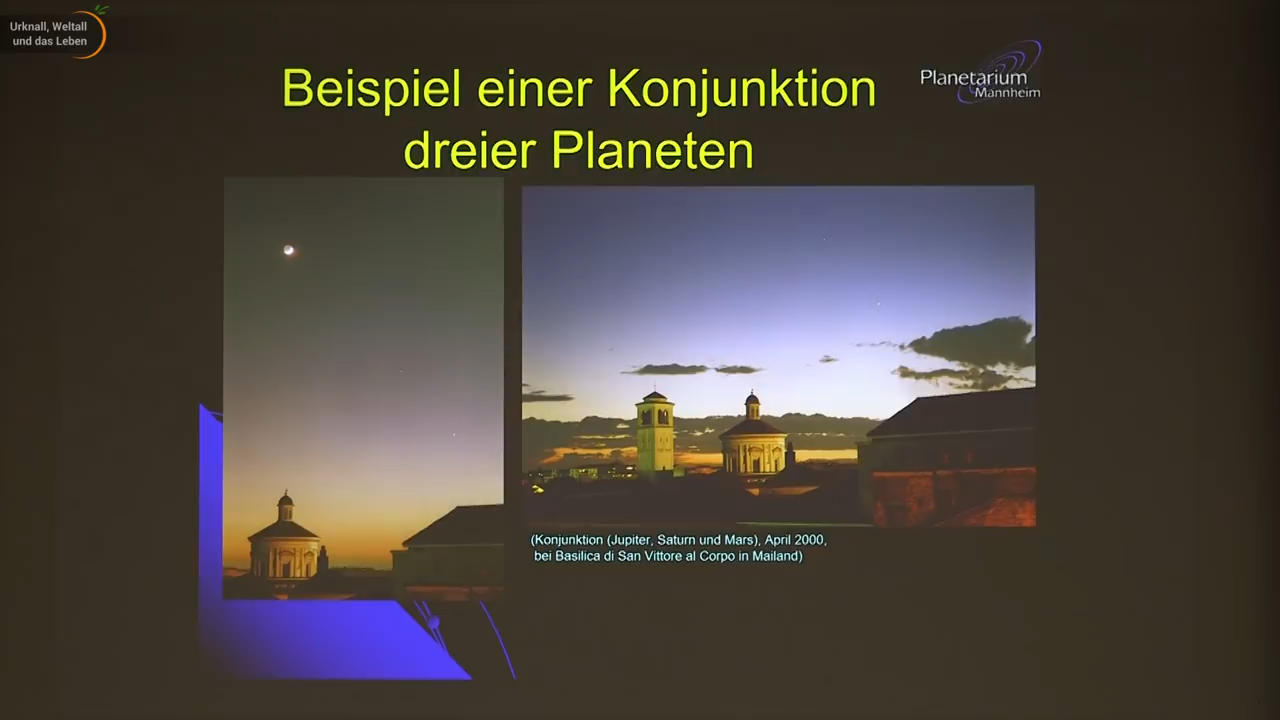 Urknall, Weltall
und das Leben
Beispiel einer Konjunktion
dreier Planeten
Planetarium
Mannheim
(Konjunktion (Jupiter, Saturn und Mars), April 2000,
bei Basilica di San Vittore al Corpo in Mailand)